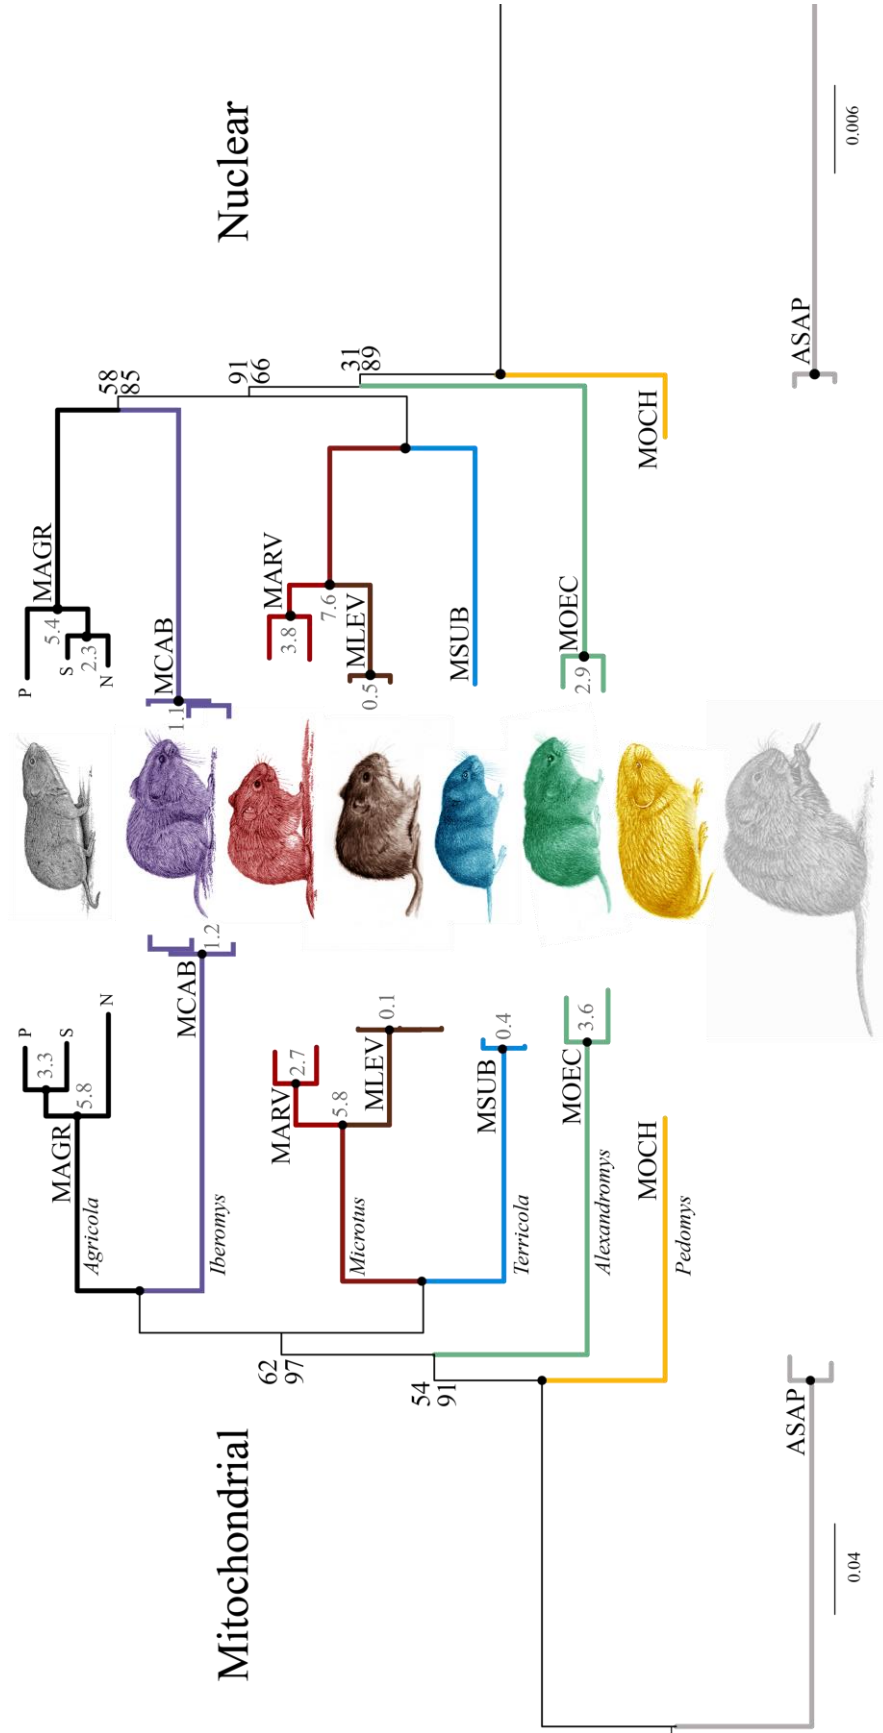 Mitochondrial
Nuclear
P
3.3
S
5.8
N
MAGR
Agricola
1.2
MCAB
Iberomys
2.7
MARV
5.8
0.1
MLEV
Microtus
0.4
MSUB
Terricola
3.6
MOEC
Alexandromys
MOCH
Pedomys
62
97
54
91
ASAP
0.04
P
5.4
S
2.3
N
MAGR
58
85
1.1
MCAB
91
66
3.8
MARV
7.6
0.5
MLEV
MSUB
31
89
2.9
MOEC
MOCH
ASAP
0.006